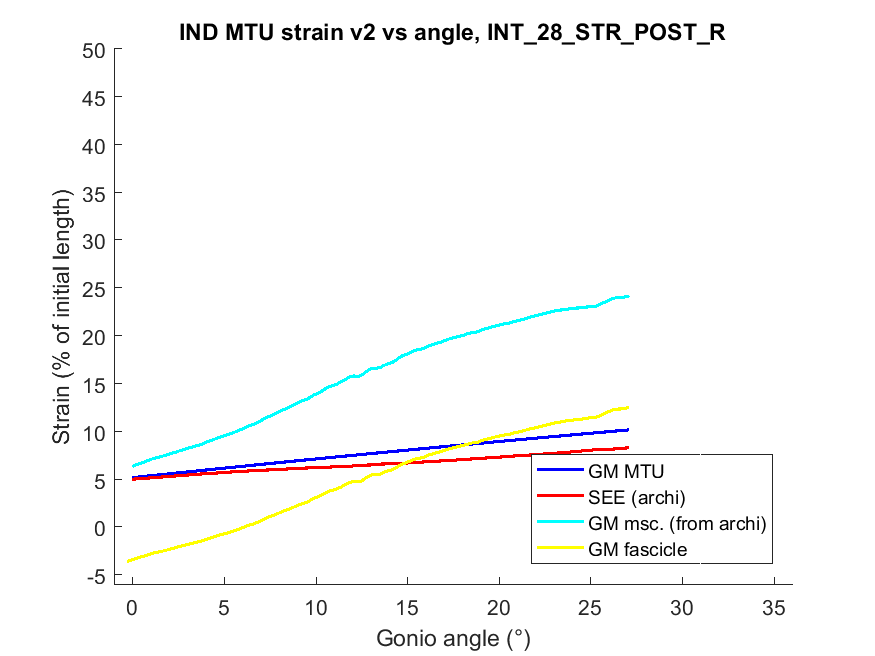 IND MTU strain v2 vs angle, INT_28_STR_POST_R
50
45
40
35
30
25
20
15
10
5
0
-5
Strain (% of initial length)
GM MTU
SEE (archi)
GM msc. (from archi)
GM fascicle
0 5 10 15 20 25 30 35
Gonio angle (°)